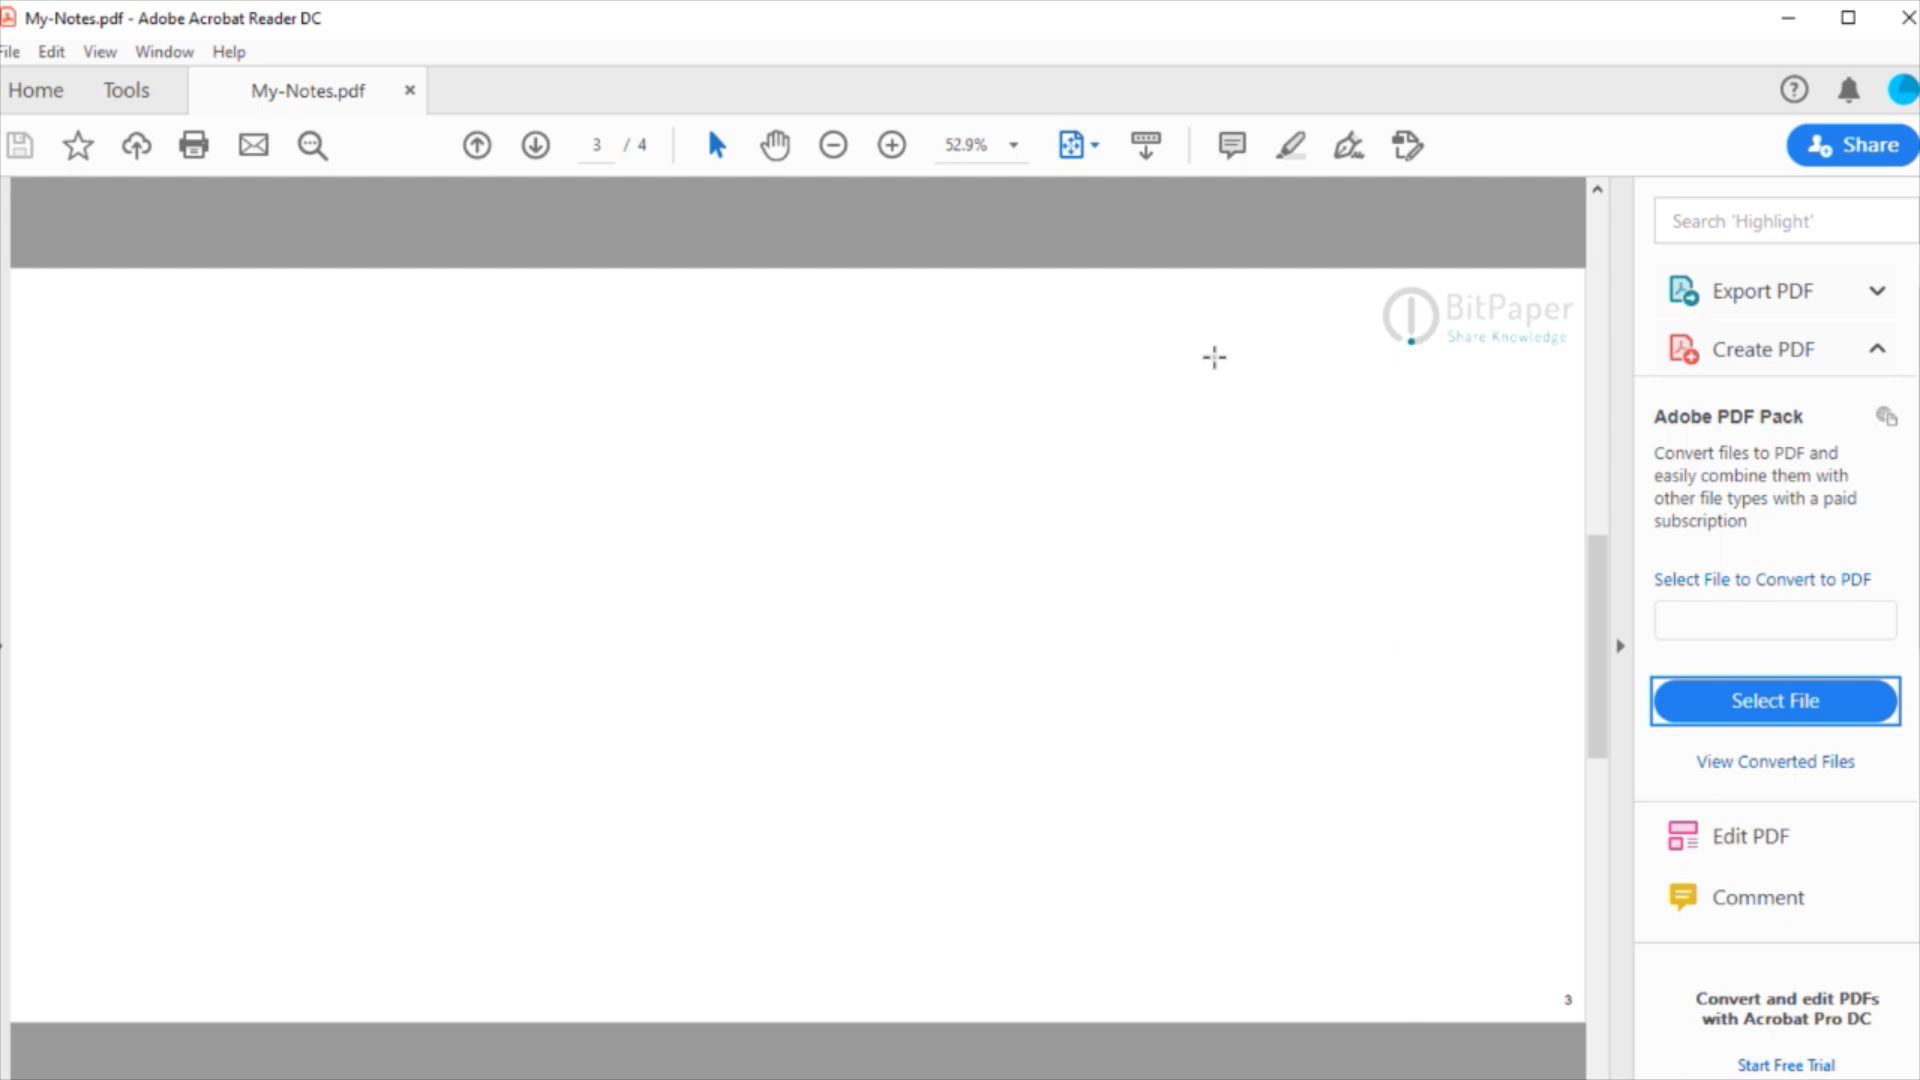 My-Notes.pdf - Adobe Acrobat Reader DC
File Edit View Window Help
Home Tools My-Notes.pdf
3 / 4 52.9% Share
Search 'Highlight'
BitPaper
Share Knowledge
Export PDF
Create PDF
Adobe PDF Pack
Convert files to PDF and
easily combine them with
other file types with a paid
subscription
Select File to Convert to PDF
Select File
View Converted Files
Edit PDF
Comment
3
Convert and edit PDFs
with Acrobat Pro DC
Start Free Trial